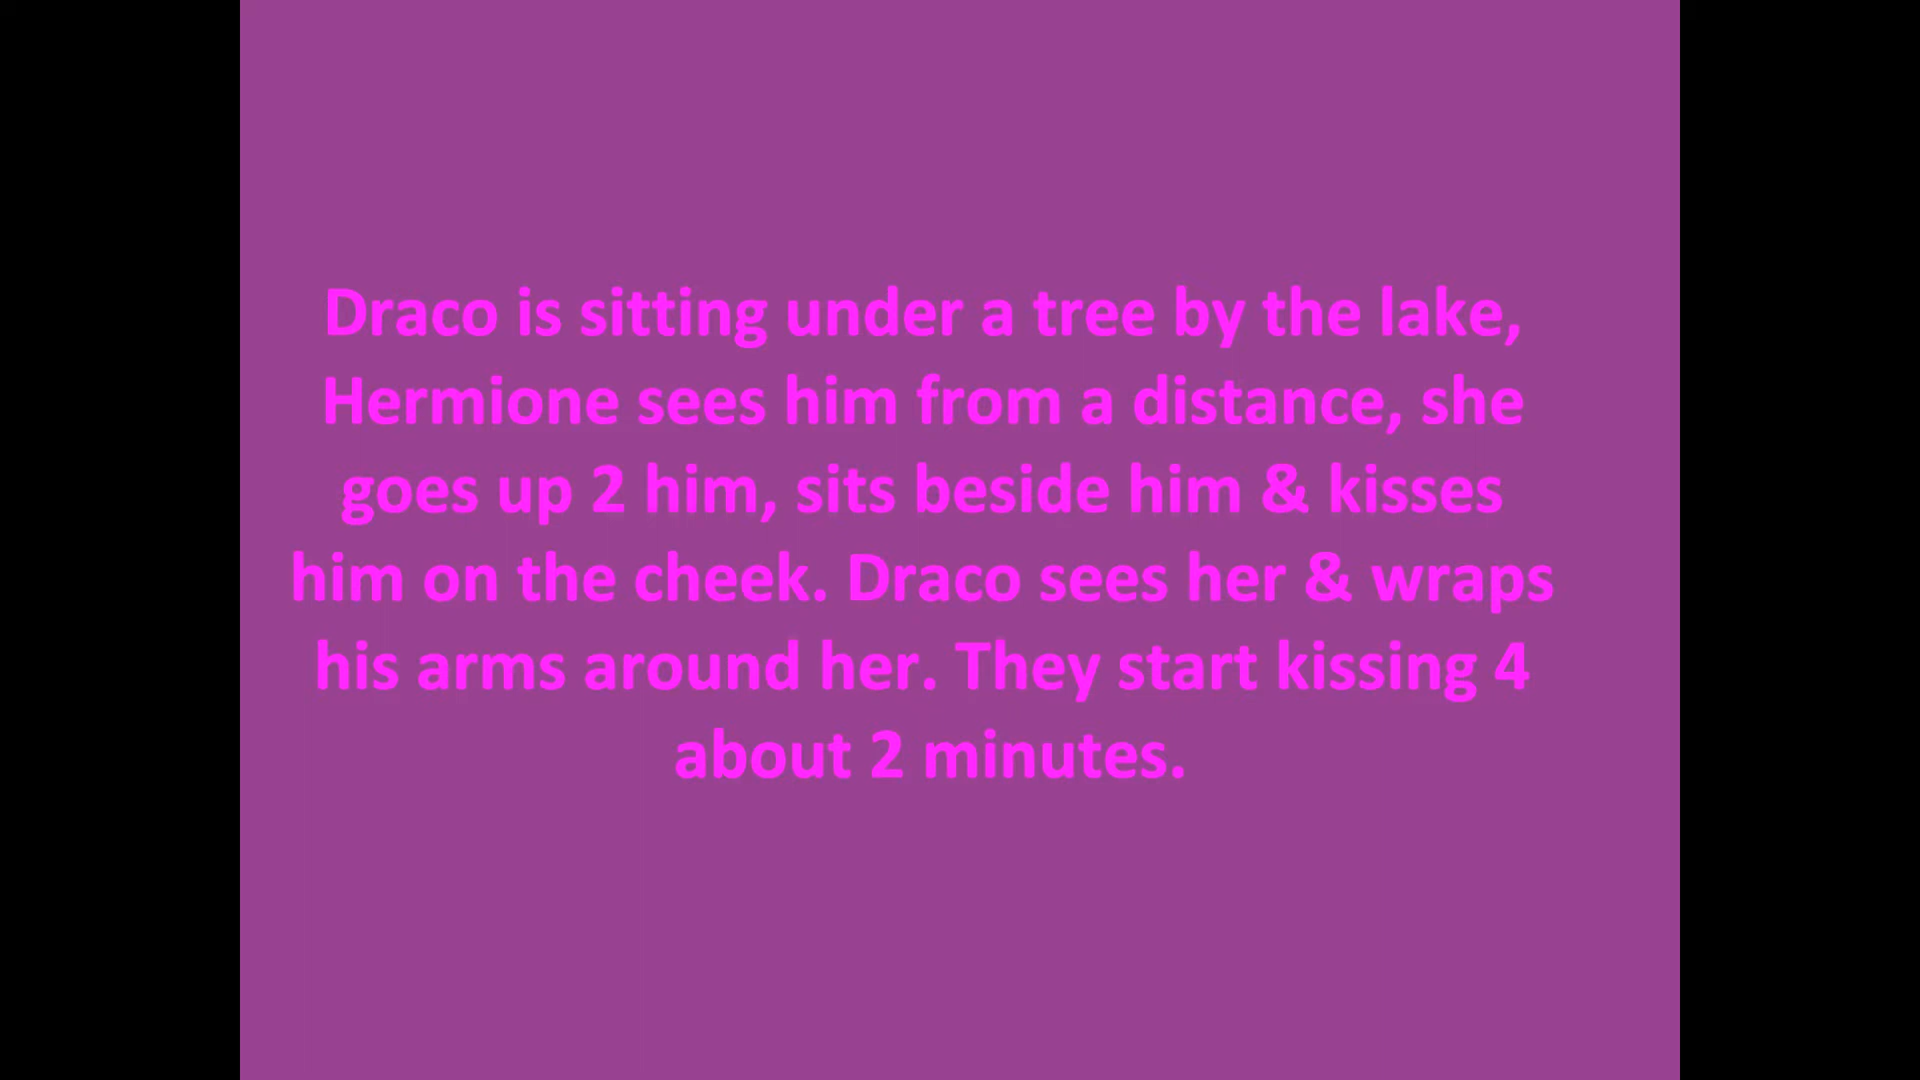 Draco is sitting under a tree by the lake,
Hermione sees him from a distance, she
goes up 2 him, sits beside him & kisses
him on the cheek. Draco sees her & wraps
his arms around her. They start kissing 4
about 2 minutes.